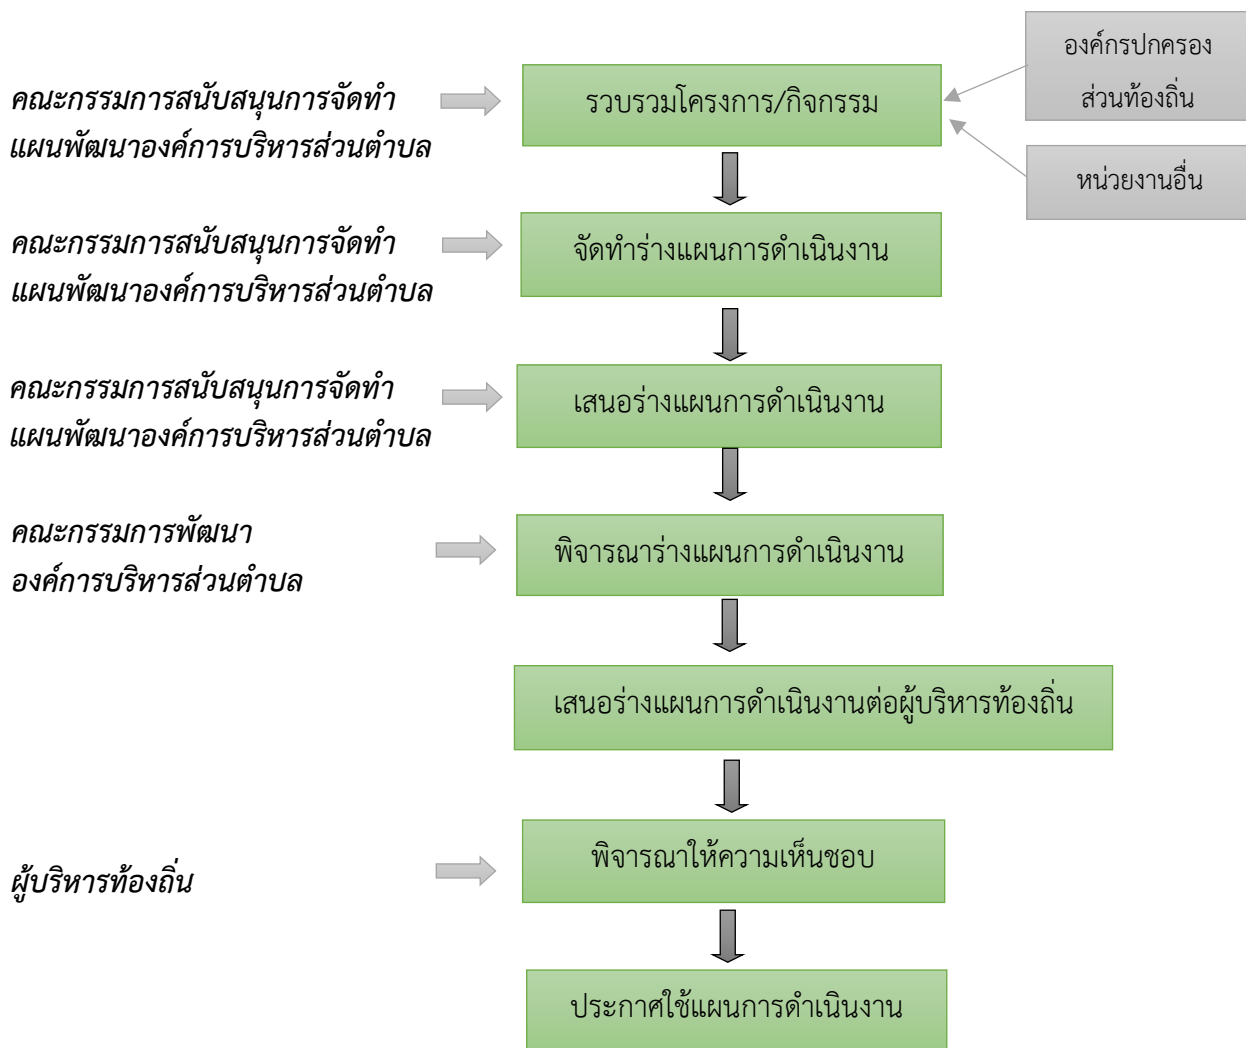 องค์กรปกครอง
ส่วนท้องถิ่น
คณะกรรมการสนับสนุนการจัดทำ
แผนพัฒนาองค์การบริหารส่วนตำบล
รวบรวมโครงการ/กิจกรรม
หน่วยงานอื่น
คณะกรรมการสนับสนุนการจัดทำ
แผนพัฒนาองค์การบริหารส่วนตำบล
จัดทำร่างแผนการดำเนินงาน
คณะกรรมการสนับสนุนการจัดทำ
แผนพัฒนาองค์การบริหารส่วนตำบล
เสนอร่างแผนการดำเนินงาน
คณะกรรมการพัฒนา
องค์การบริหารส่วนตำบล
พิจารณาร่างแผนการดำเนินงาน
เสนอร่างแผนการดำเนินงานต่อผู้บริหารท้องถิ่น
ผู้บริหารท้องถิ่น
พิจารณาให้ความเห็นชอบ
ประกาศใช้แผนการดำเนินงาน